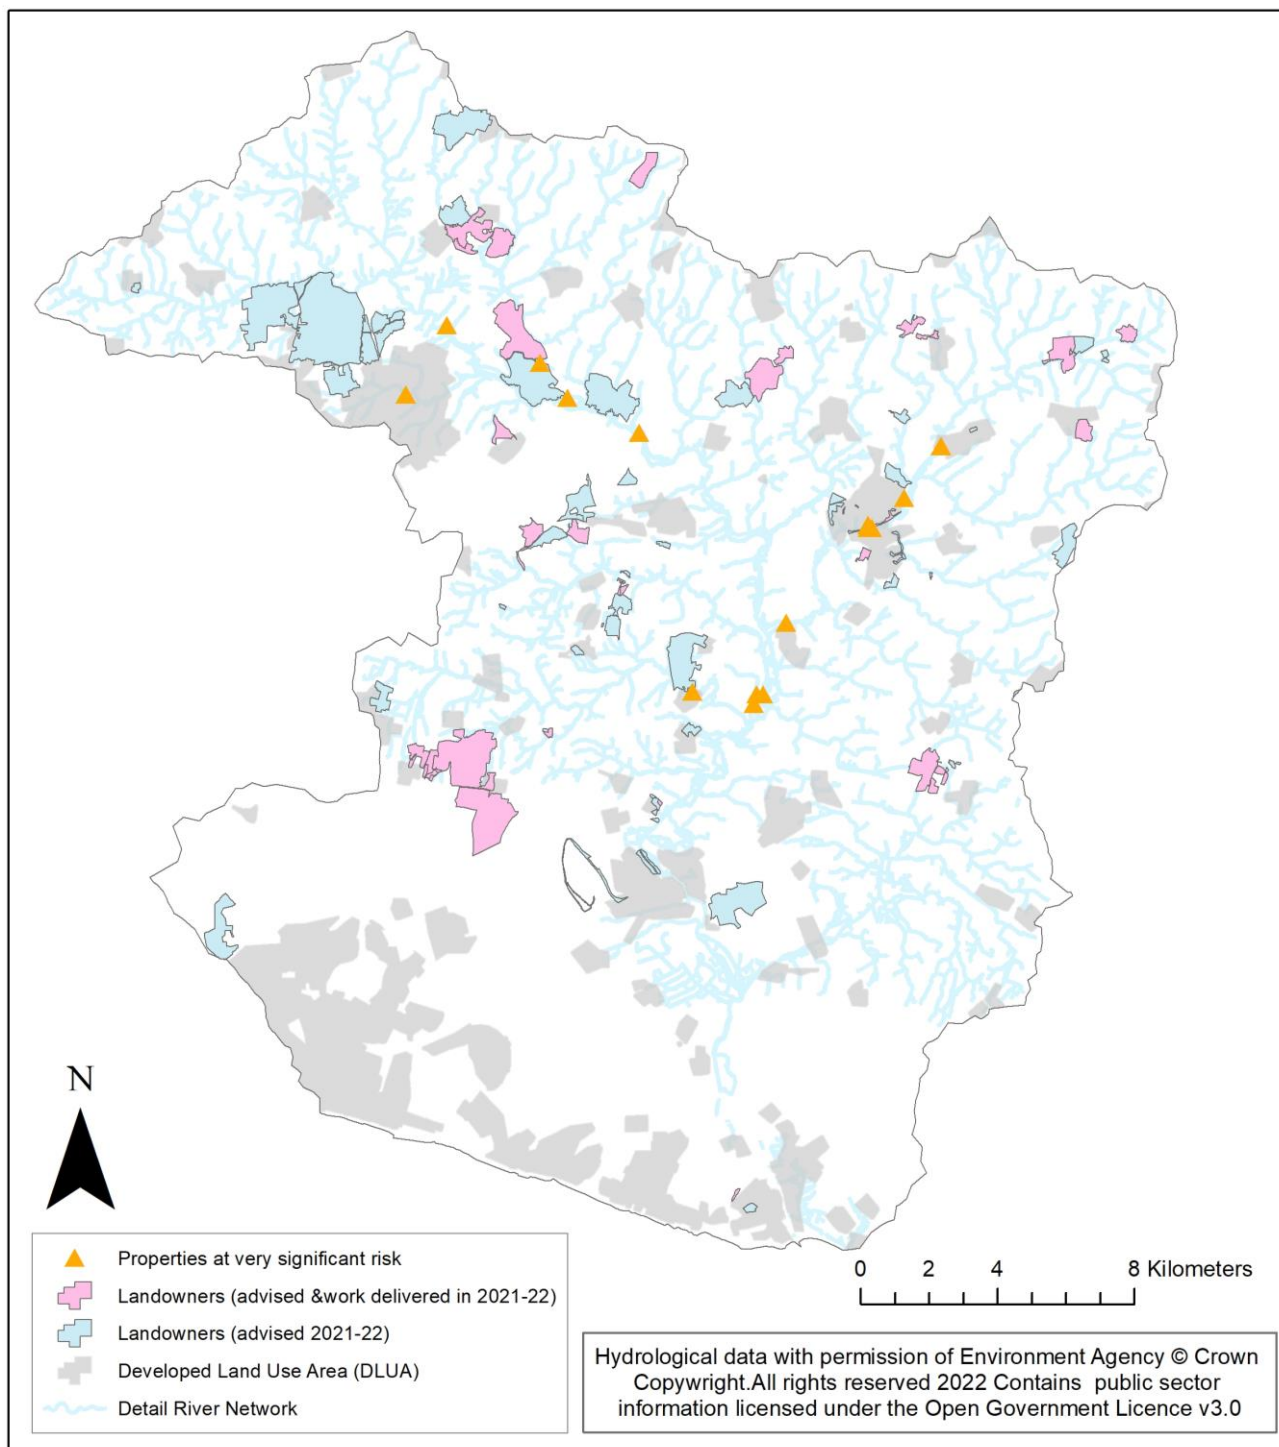 N
Properties at very significant risk
Landowners (advised &work delivered in 2021-22)
Landowners (advised 2021-22)
Developed Land Use Area (DLUA)
Detail River Network
0 2 4 8 Kilometers
Hydrological data with permission of Environment Agency © Crown
Copywright.All rights reserved 2022 Contains public sector
information licensed under the Open Government Licence v3.0